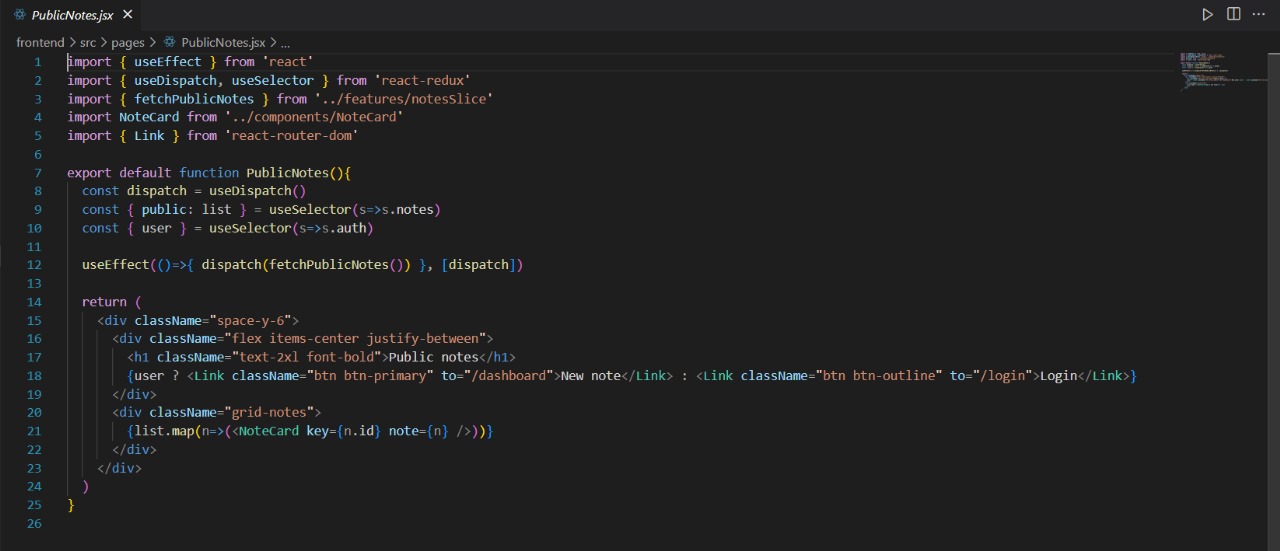 PublicNotes.jsx
frontend > src > pages > PublicNotes.jsx > ...
1 import { useEffect } from 'react'
2 import { useDispatch, useSelector } from 'react-redux'
3 import { fetchPublicNotes } from '../features/notesSlice'
4 import NoteCard from '../components/NoteCard'
5 import { Link } from 'react-router-dom'
6
7 export default function PublicNotes(){
8   const dispatch = useDispatch()
9   const { public: list } = useSelector(s=>s.notes)
10   const { user } = useSelector(s=>s.auth)
11
12   useEffect(()=>{ dispatch(fetchPublicNotes()) }, [dispatch])
13
14   return (
15     <div className="space-y-6">
16       <div className="flex items-center justify-between">
17         <h1 className="text-2xl font-bold">Public notes</h1>
18         {user ? <Link className="btn btn-primary" to="/dashboard">New note</Link> : <Link className="btn btn-outline" to="/login">Login</Link>}
19       </div>
20       <div className="grid-notes">
21         {list.map(n=>(<NoteCard key={n.id} note={n} />))}
22       </div>
23     </div>
24   )
25 }
26